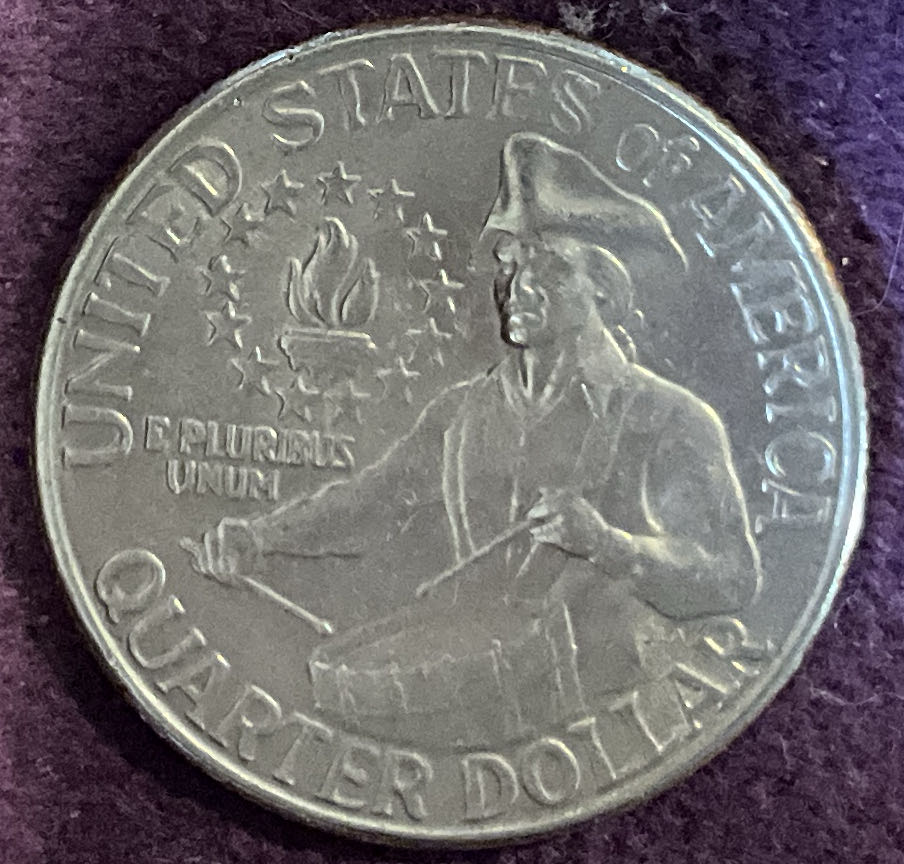 UNITED STATES of AMERICA
E PLURIBUS
UNUM
QUARTER DOLLAR